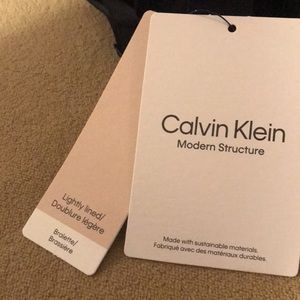 Calvin Klein
Modern Structure
Made with sustainable materials.
Fabriqué avec des matériaux durables.
Lightly lined/
Doublure légère
Bralette/
Brassière